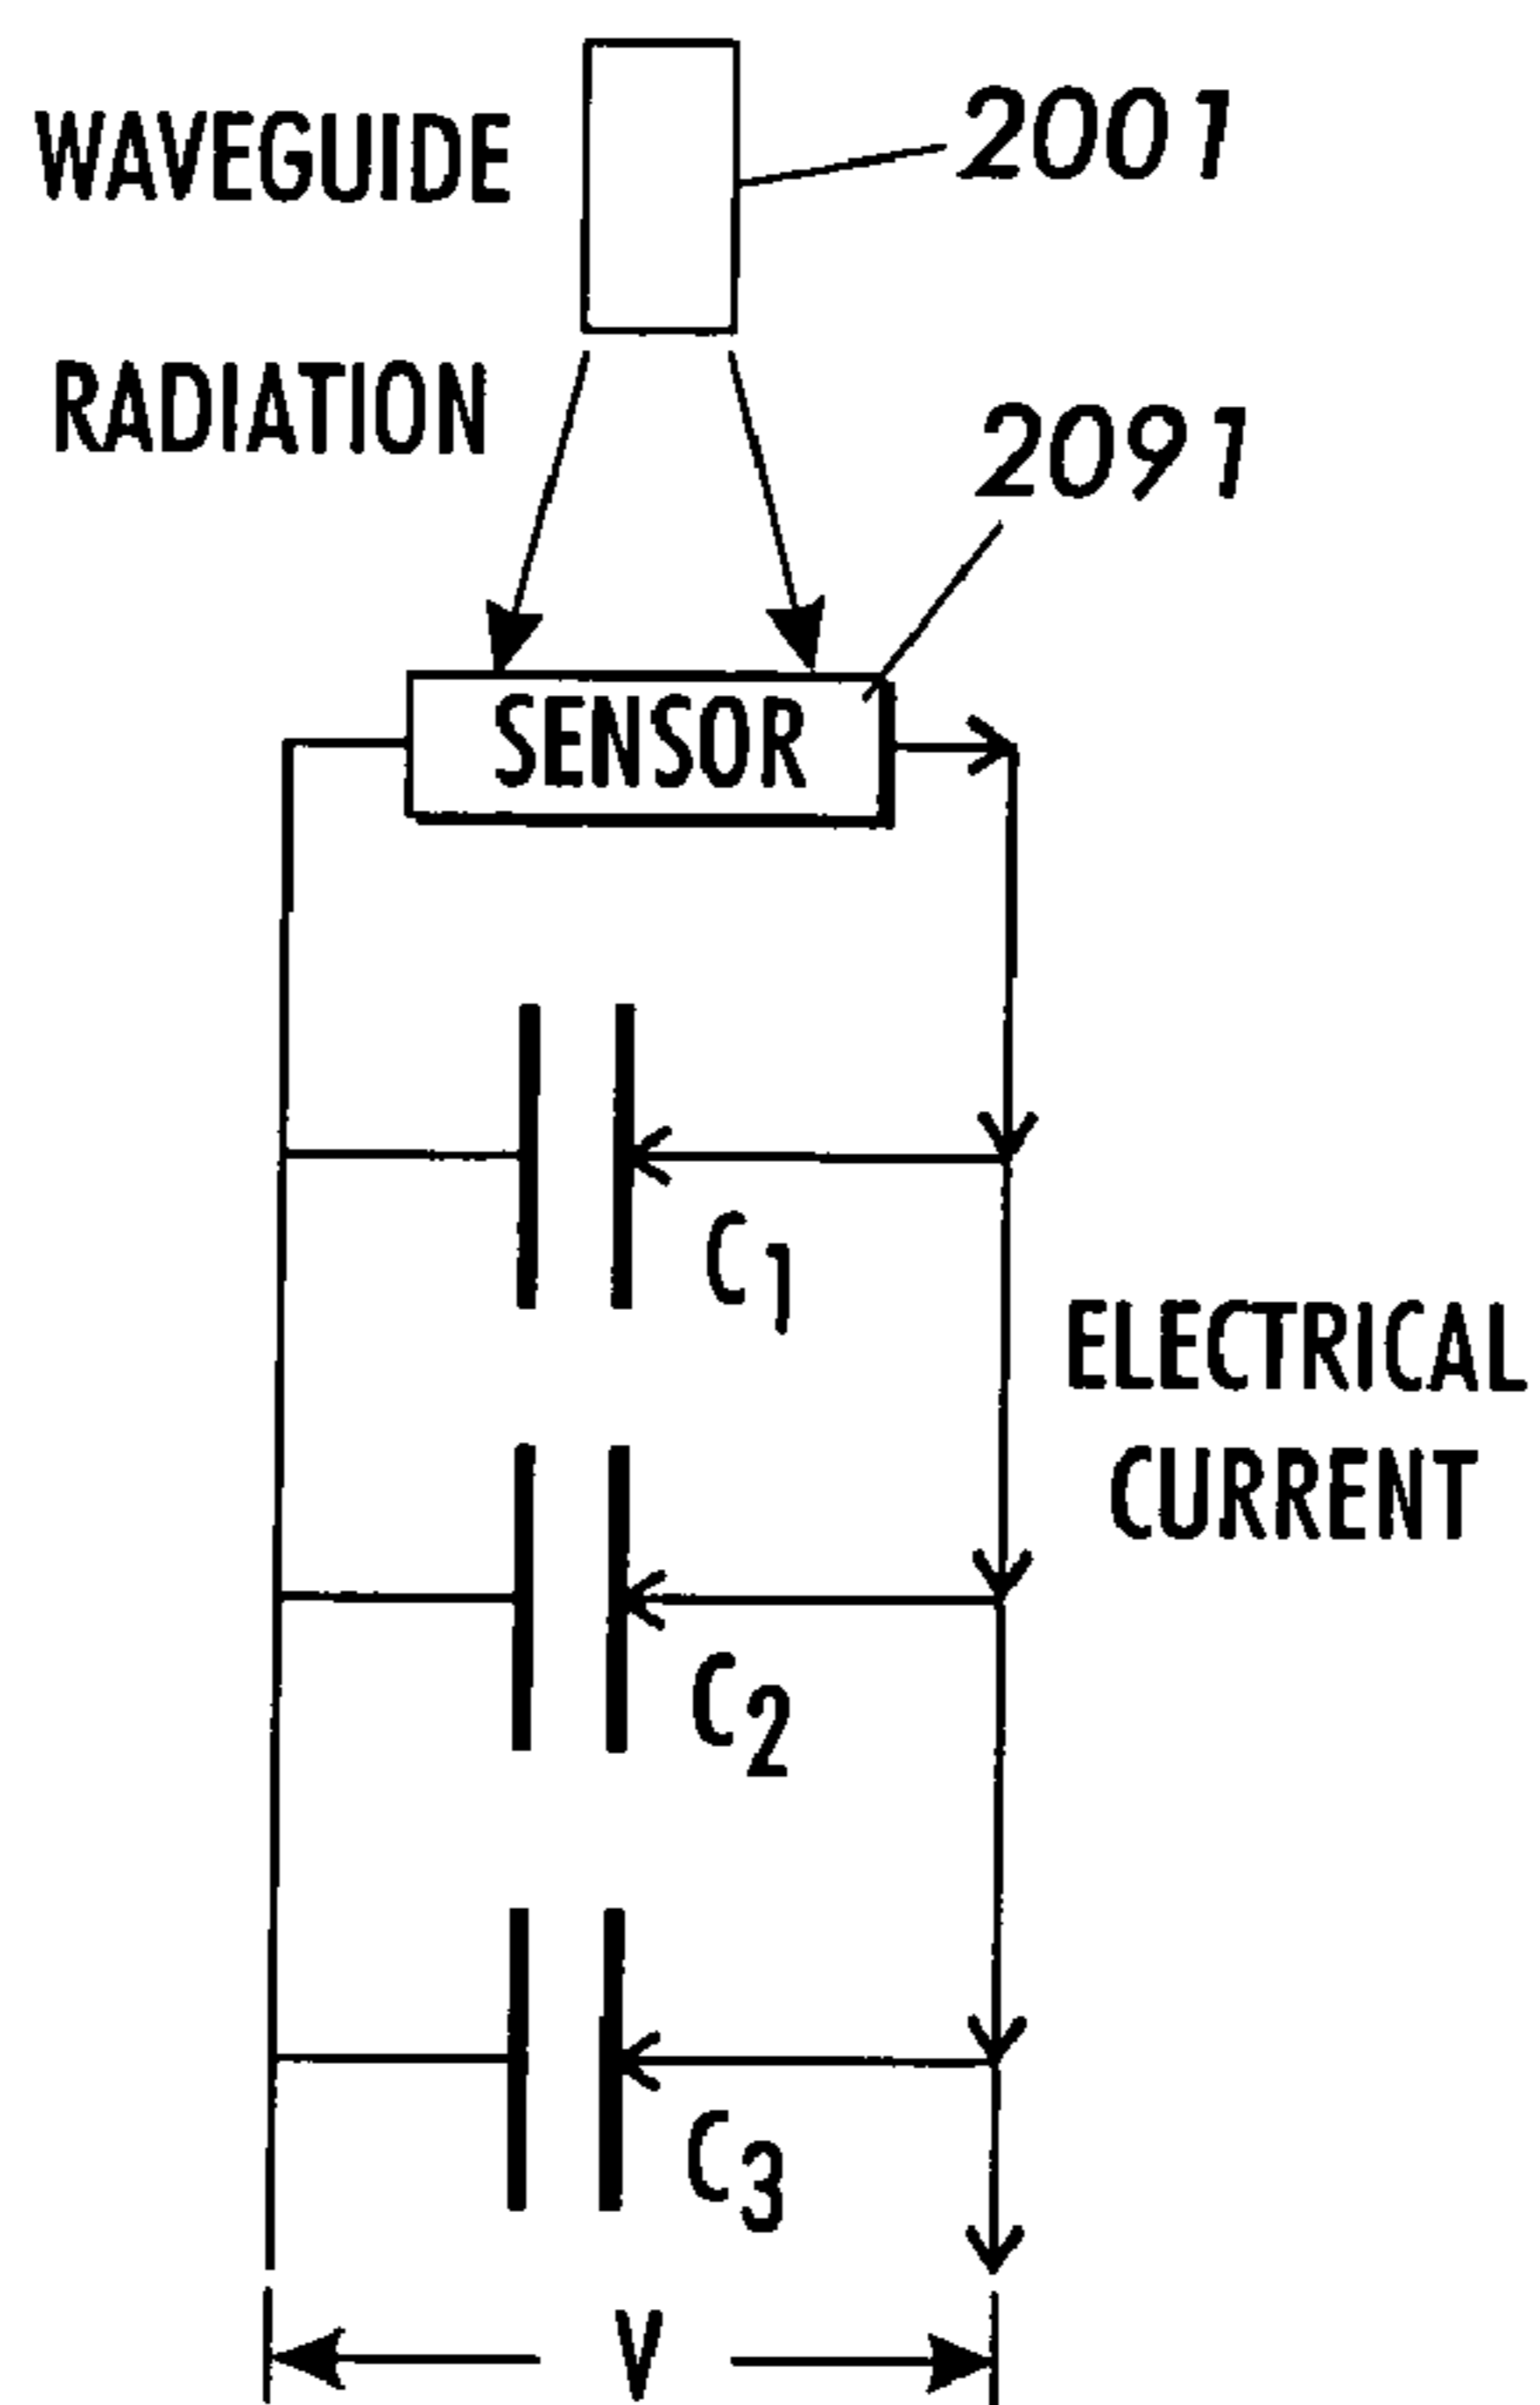 WAVEGUIDE
2001
RADIATION
2091
SENSOR
C1
ELECTRICAL
CURRENT
C2
C3
V